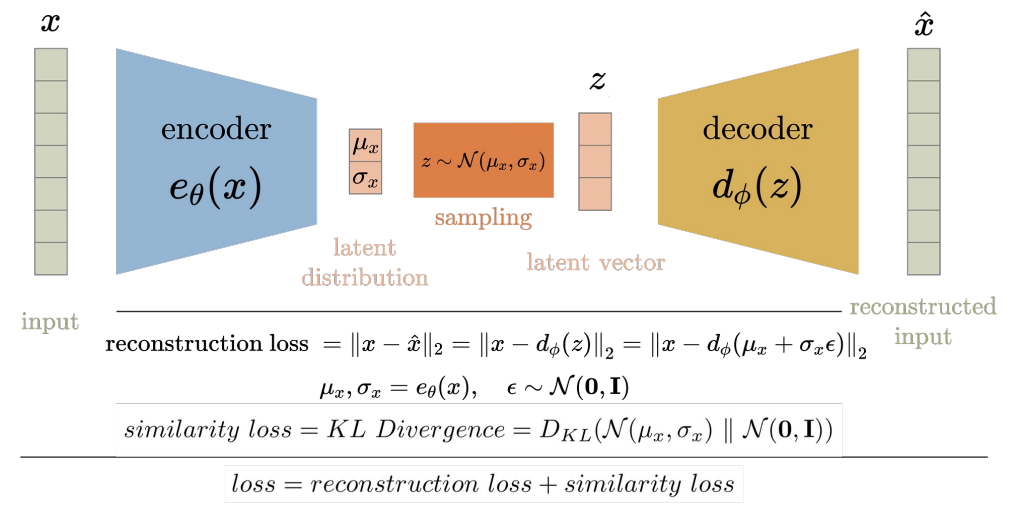 x
x̂
z
encoder
e_θ(x)
μ_x
σ_x
z ∼ 𝒩(μ_x, σ_x)
sampling
decoder
d_ϕ(z)
latent
distribution
latent vector
input
reconstructed
input
reconstruction loss = ‖x − x̂‖₂ = ‖x − d_ϕ(z)‖₂ = ‖x − d_ϕ(μ_x + σ_xϵ)‖₂
μ_x, σ_x = e_θ(x), ϵ ∼ 𝒩(0, I)
similarity loss = KL Divergence = D_{KL}(𝒩(μ_x, σ_x) ∥ 𝒩(0, I))
loss = reconstruction loss + similarity loss